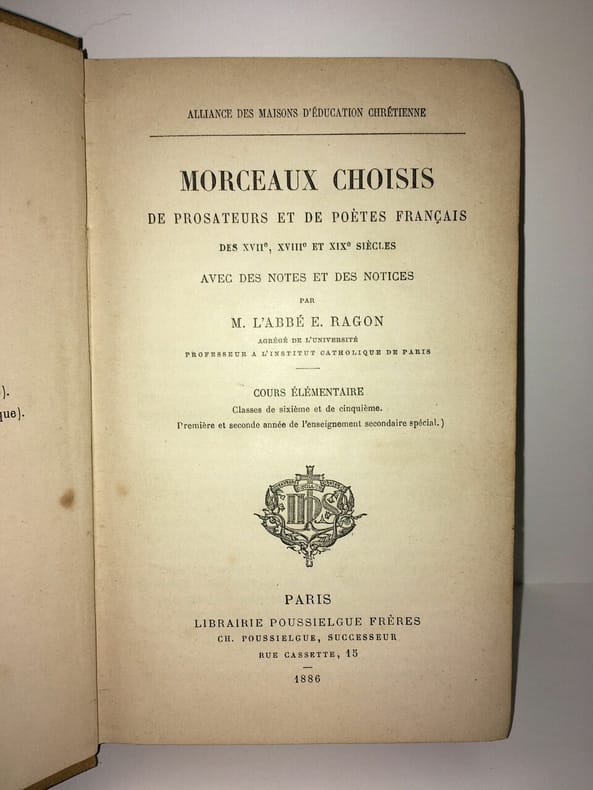 ALLIANCE DES MAISONS D'ÉDUCATION CHRÉTIENNE
MORCEAUX CHOISIS
DE PROSATEURS ET DE POÈTES FRANÇAIS
DES XVIIe, XVIIIe ET XIXe SIÈCLES
AVEC DES NOTES ET DES NOTICES
PAR
M. L'ABBÉ E. RAGON
AGRÉGÉ DE L'UNIVERSITÉ
PROFESSEUR A L'INSTITUT CATHOLIQUE DE PARIS
COURS ÉLÉMENTAIRE
Classes de sixième et de cinquième.
Première et seconde année de l'enseignement secondaire spécial.)
PARIS
LIBRAIRIE POUSSIELGUE FRÈRES
CH. POUSSIELGUE, SUCCESSEUR
RUE CASSETTE, 15
1886
).
que).